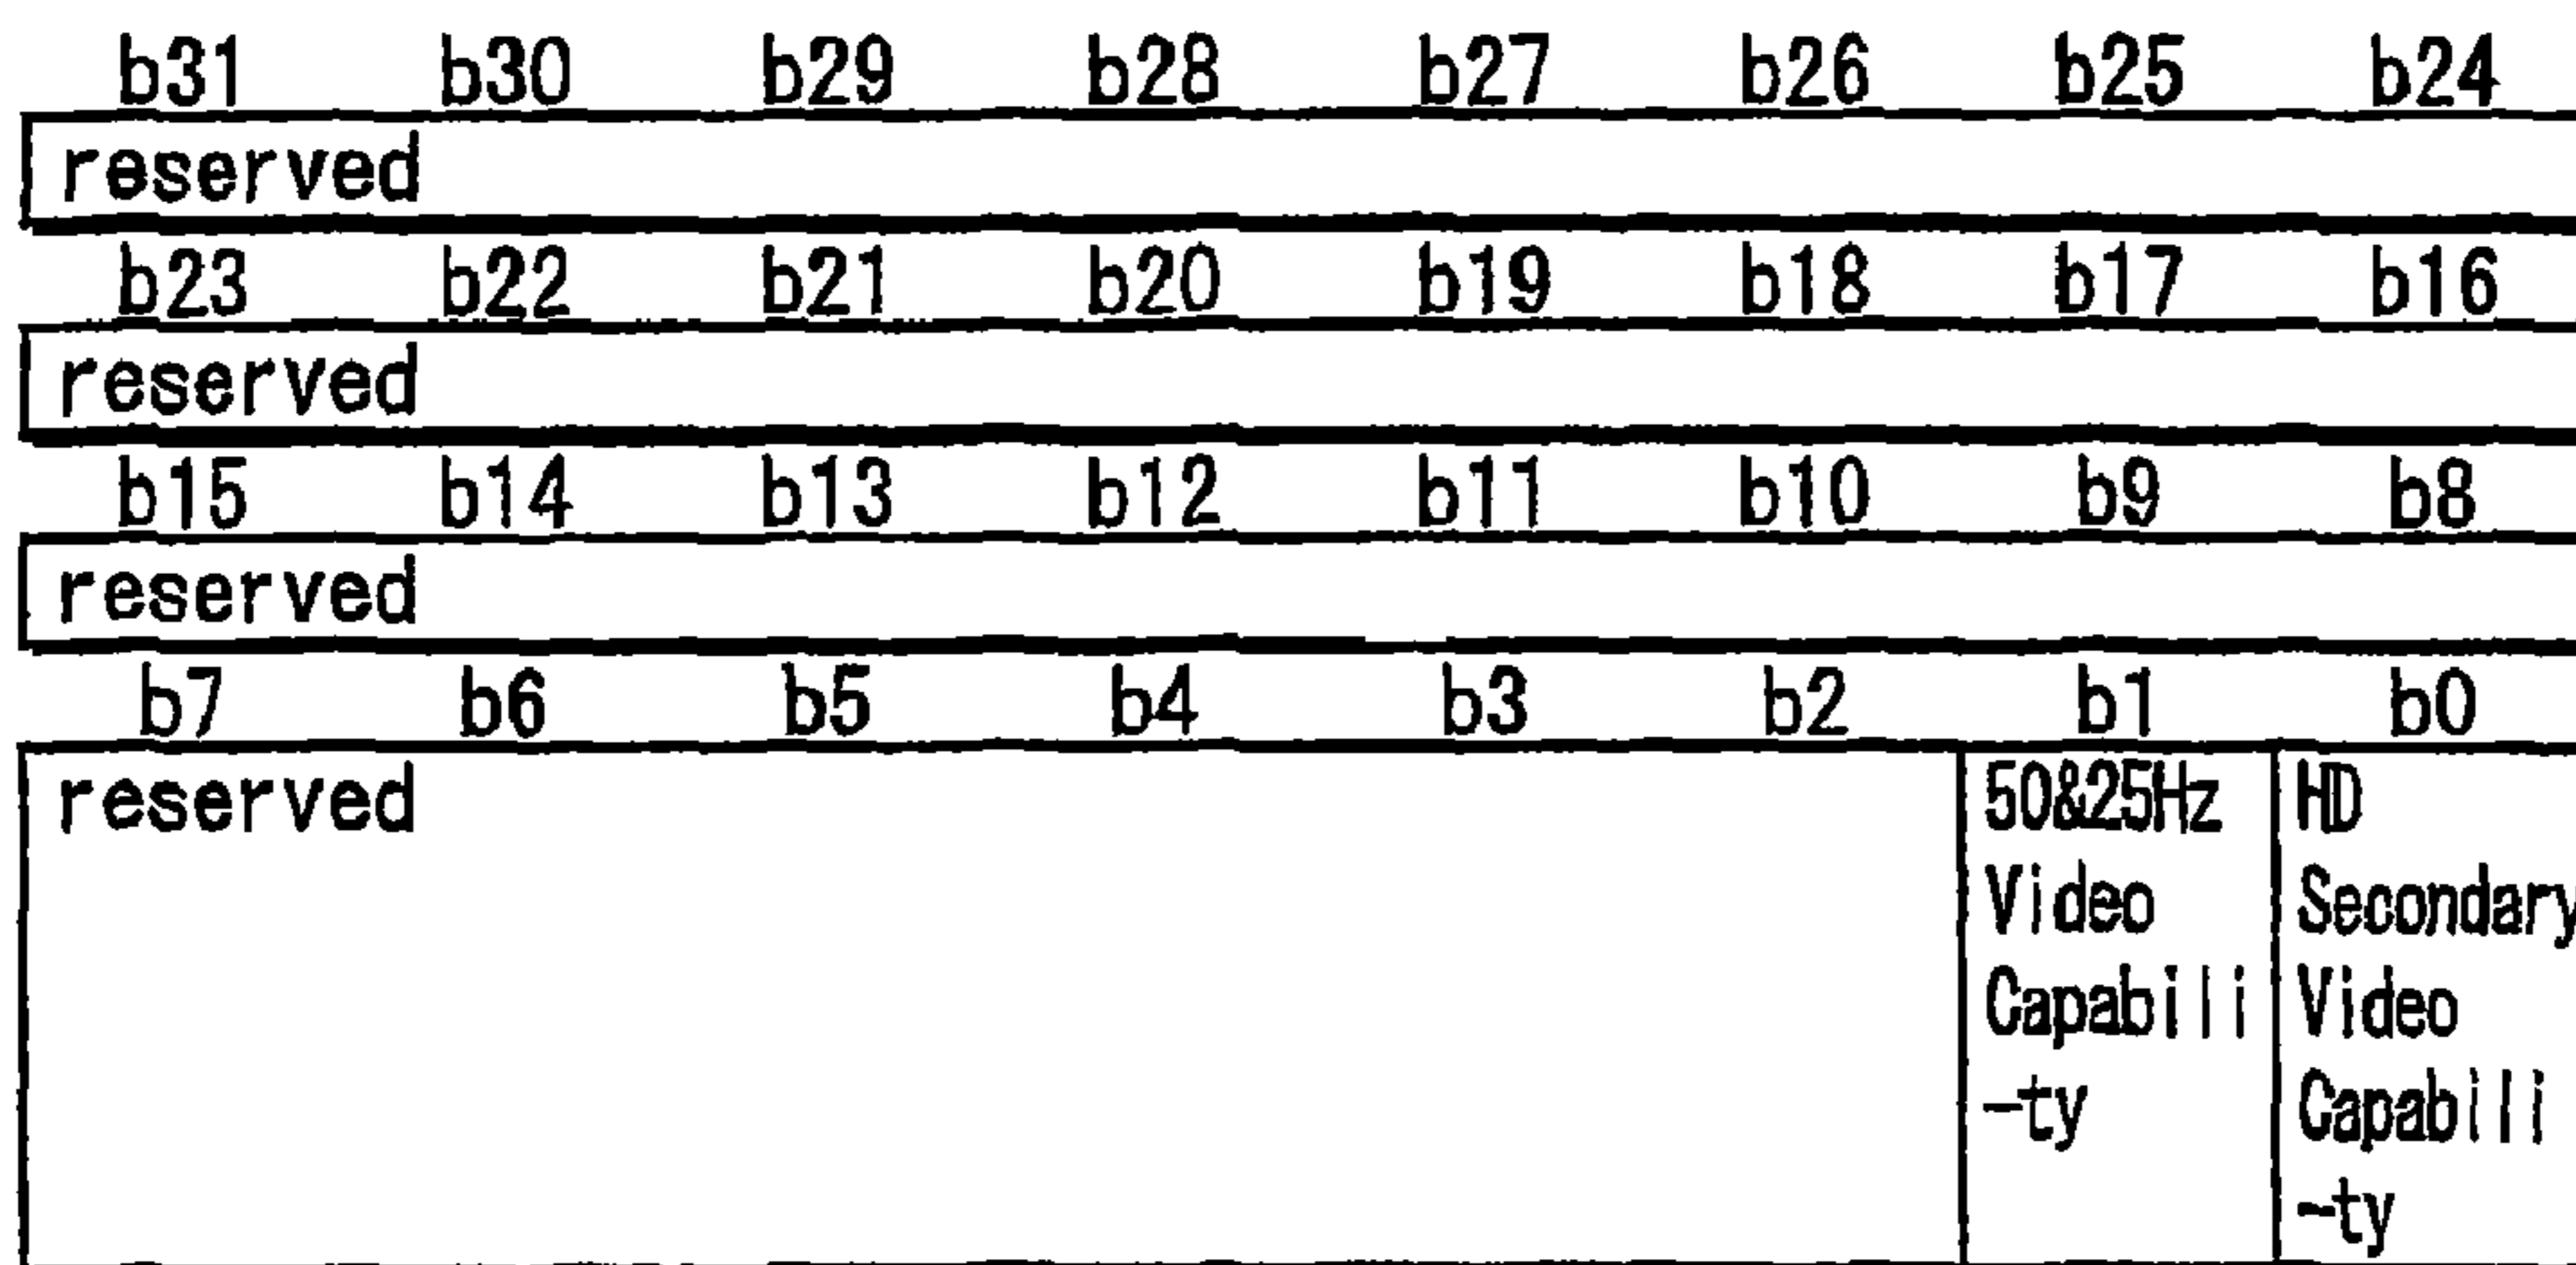 b31 b30 b29 b28 b27 b26 b25 b24
reserved
b23 b22 b21 b20 b19 b18 b17 b16
reserved
b15 b14 b13 b12 b11 b10 b9 b8
reserved
b7 b6 b5 b4 b3 b2 b1 b0
reserved 50&25Hz HD
Video Secondary
Capabili Video
-ty Capabili
-ty